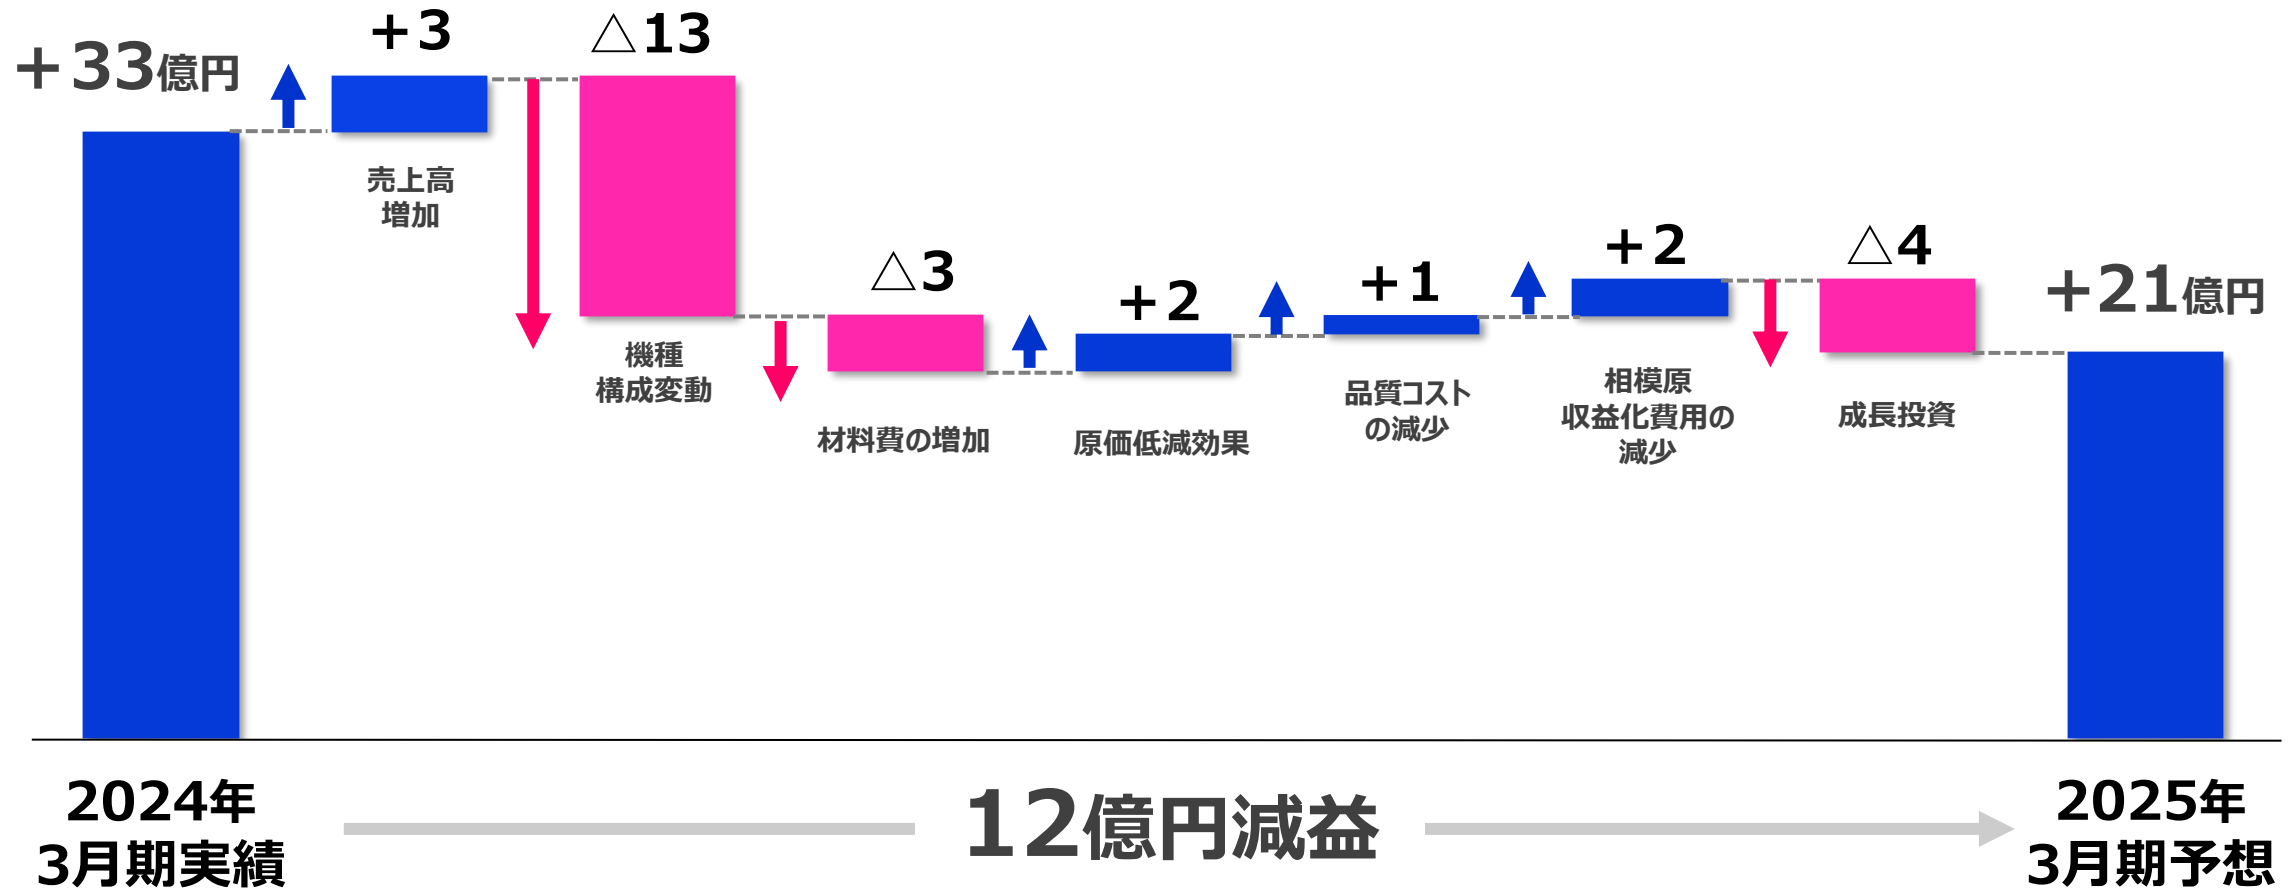 +33億円
+3
△13
売上高
増加
機種
構成変動
△3
材料費の増加
+2
原価低減効果
+1
品質コスト
の減少
+2
相模原
収益化費用の
減少
△4
成長投資
+21億円
2024年
3月期実績
12億円減益
2025年
3月期予想